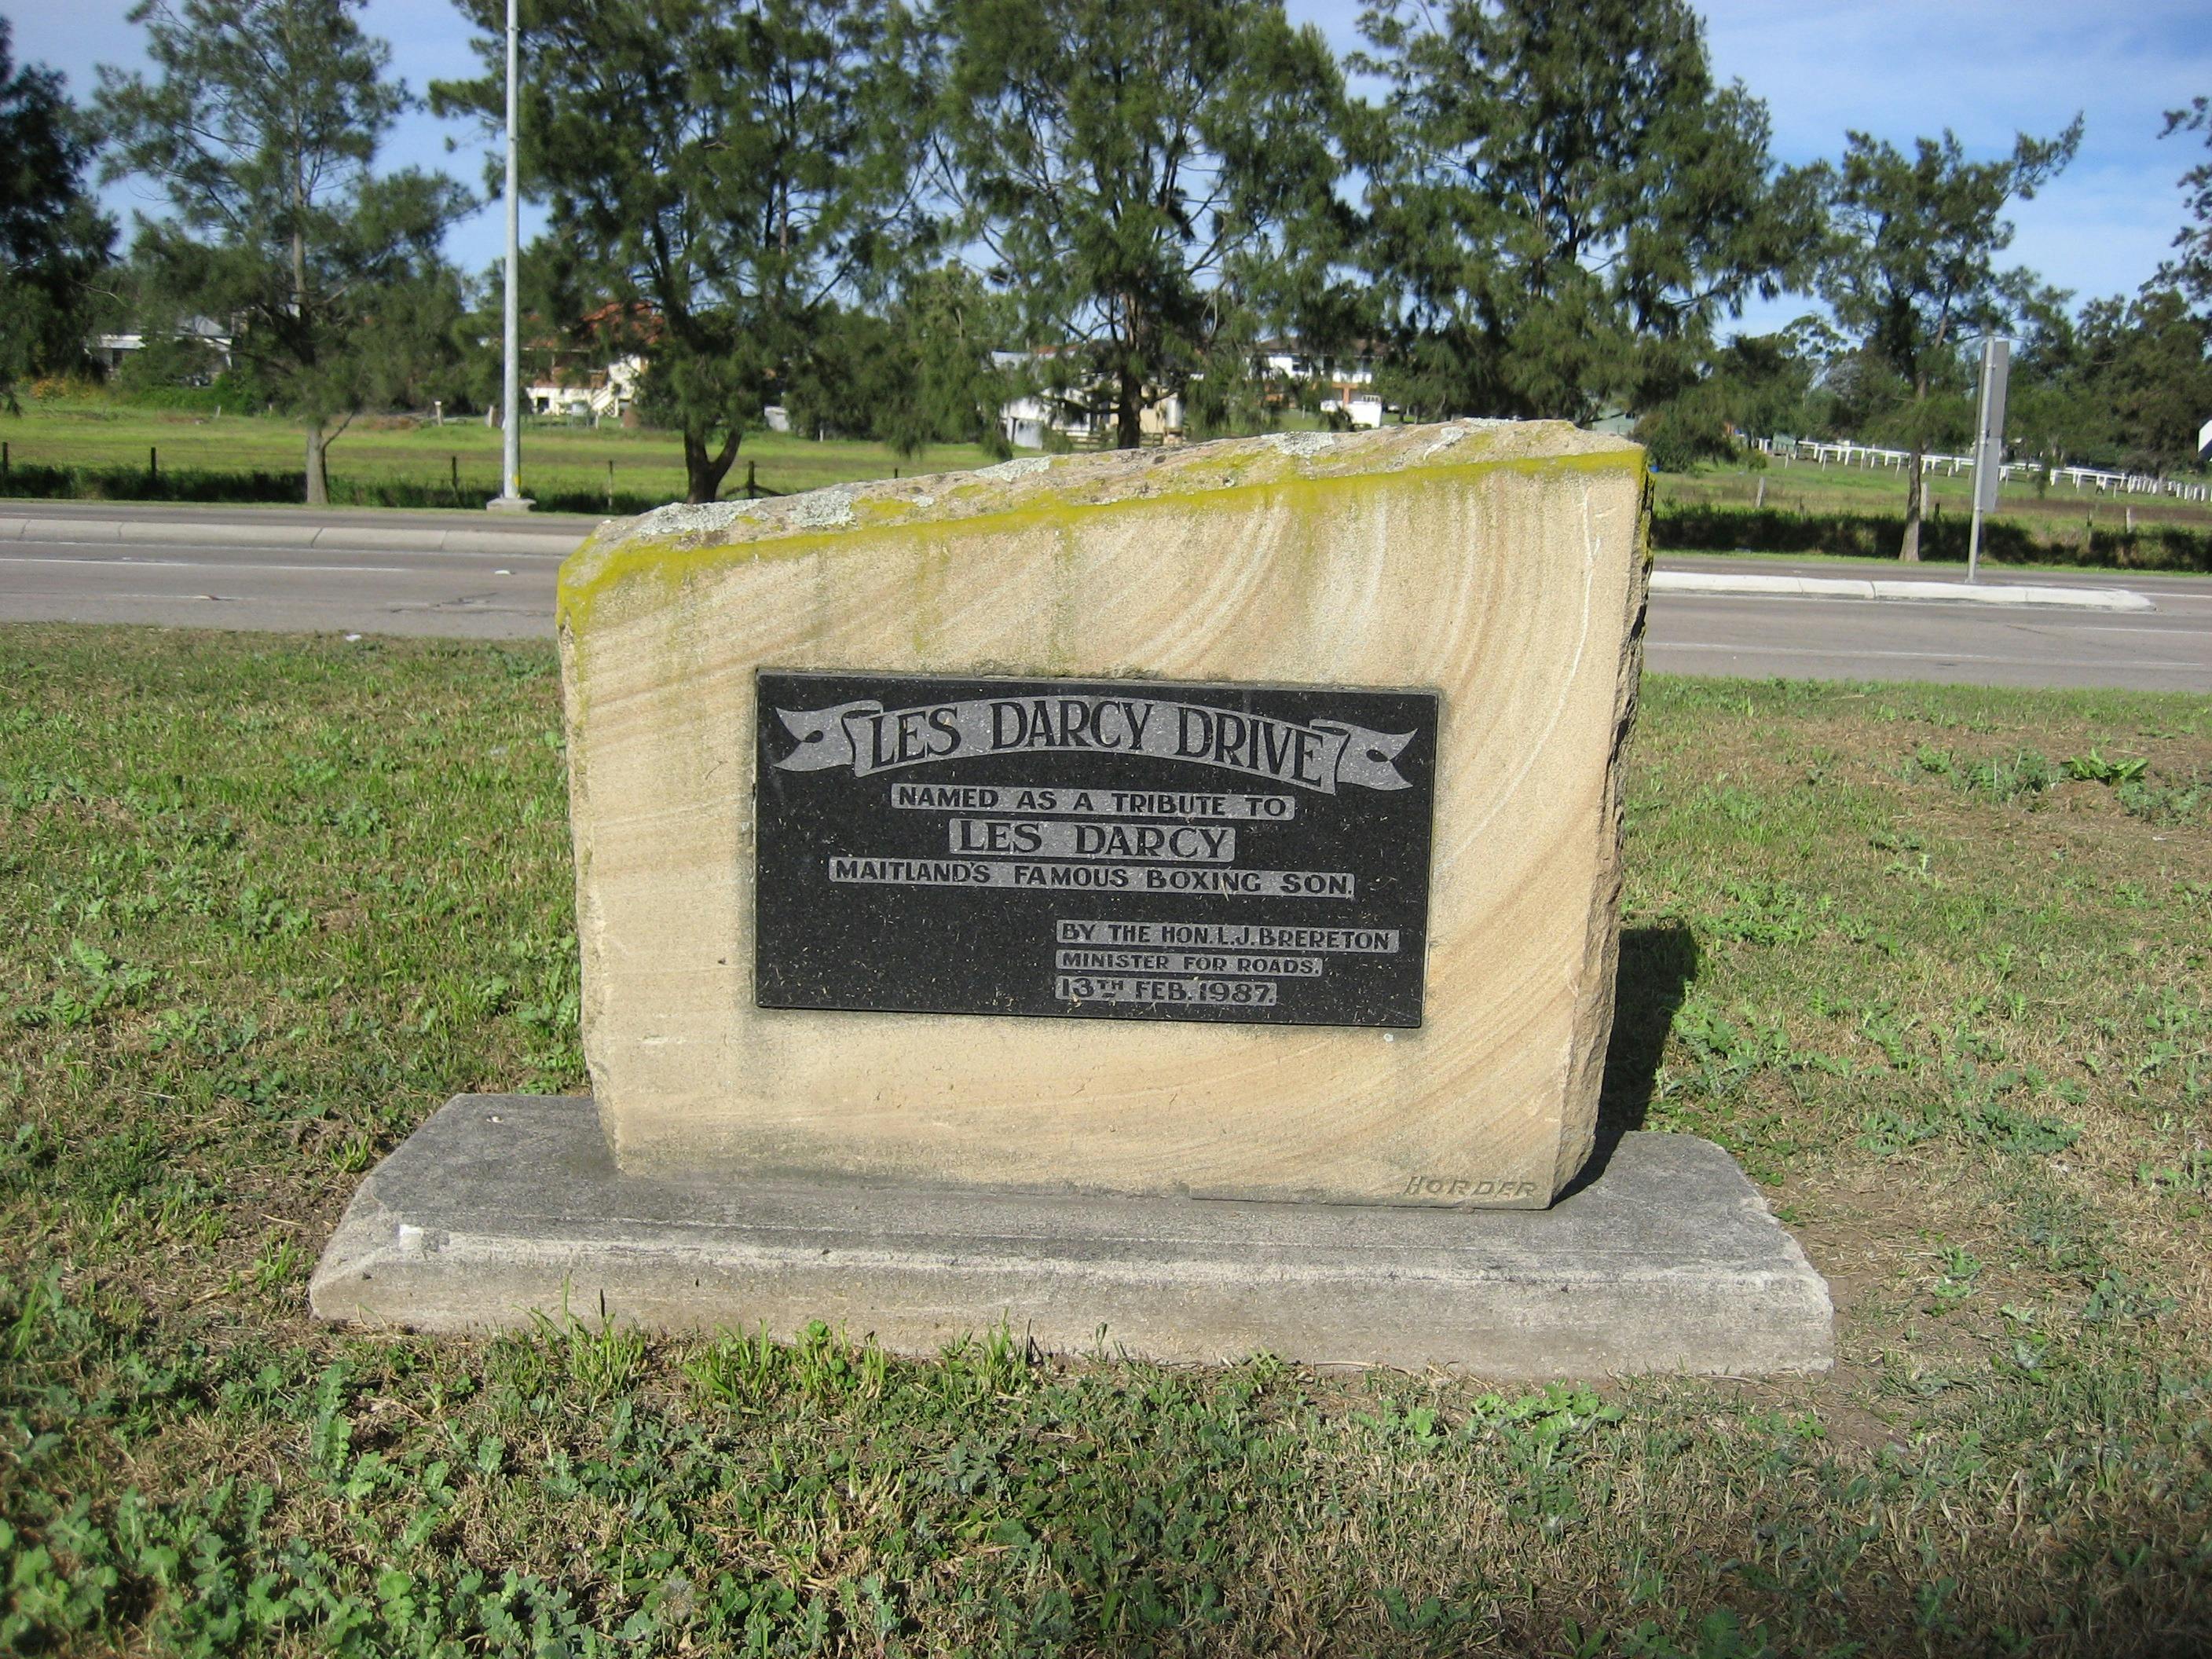 LES DARCY DRIVE
NAMED AS A TRIBUTE TO
LES DARCY
MAITLAND'S FAMOUS BOXING SON.
BY THE HON. L.J. BRERETON
MINISTER FOR ROADS.
13TH FEB. 1987.
HORDER